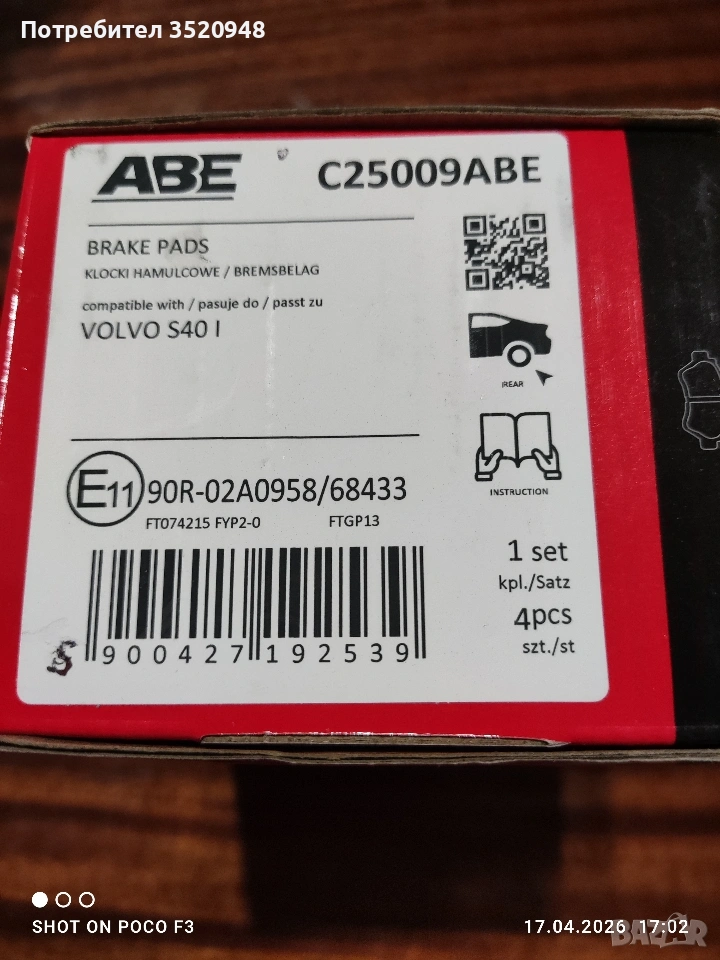 Потребител 3520948
ABE
C25009ABE
BRAKE PADS
KLOCKI HAMULCOWE / BREMSBELAG
compatible with / pasuje do / passt zu
VOLVO S40 I
REAR
INSTRUCTION
E11 90R-02A0958/68433
FT074215 FYP2-0 FTGP13
1 set
kpl./Satz
4pcs
szt./st
5 900427 192539
SHOT ON POCO F3
17.04.2026 17:02
BAZAR